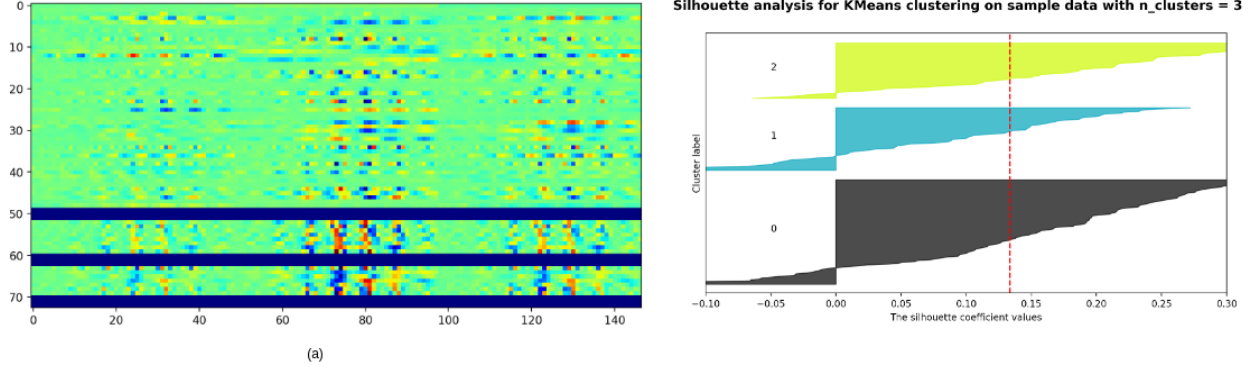 Silhouette analysis for KMeans clustering on sample data with n_clusters = 3
0
10
20
30
40
50
60
70
0 20 40 60 80 100 120 140
(a)
Cluster label
2
1
0
−0.10 −0.05 0.00 0.05 0.10 0.15 0.20 0.25 0.30
The silhouette coefficient values